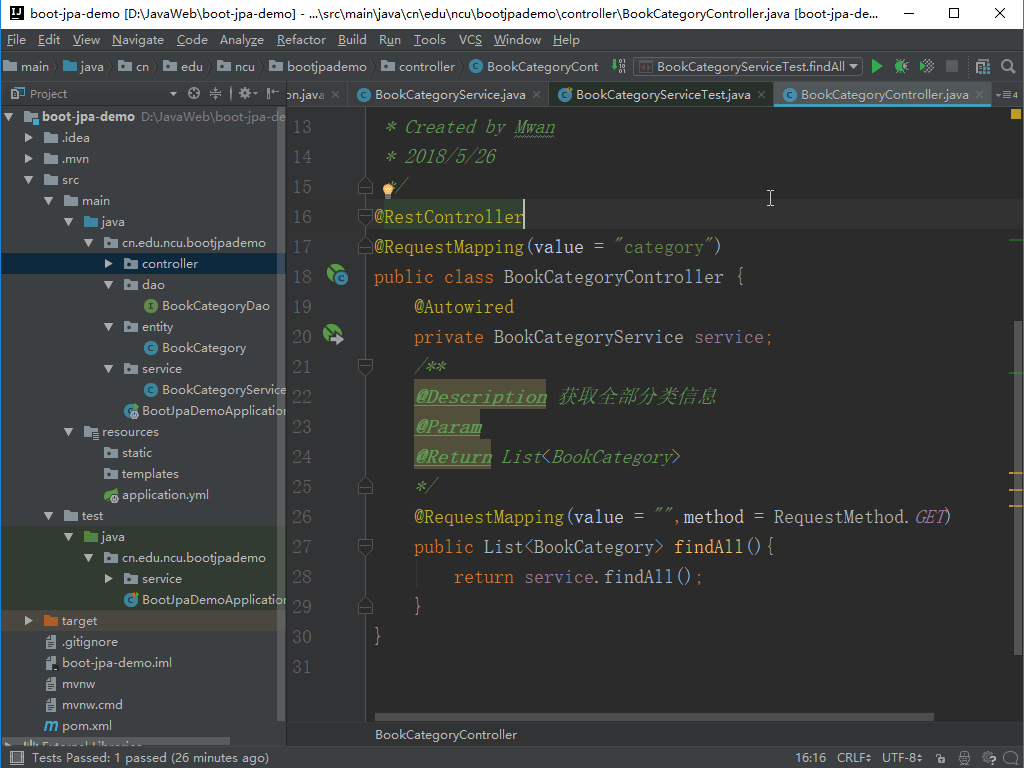 boot-jpa-demo [D:\JavaWeb\boot-jpa-demo] - ...\src\main\java\cn\edu\ncu\bootjpademo\controller\BookCategoryController.java [boot-jpa-de...
File Edit View Navigate Code Analyze Refactor Build Run Tools VCS Window Help
main java cn edu ncu bootjpademo controller BookCategoryCont BookCategoryServiceTest.findAll
Project
on.java BookCategoryService.java BookCategoryServiceTest.java BookCategoryController.java 4
boot-jpa-demo D:\JavaWeb\boot-jpa-de
.idea
.mvn
src
main
java
cn.edu.ncu.bootjpademo
controller
dao
BookCategoryDao
entity
BookCategory
service
BookCategoryService
BootJpaDemoApplication
resources
static
templates
application.yml
test
java
cn.edu.ncu.bootjpademo
service
BootJpaDemoApplication
target
.gitignore
boot-jpa-demo.iml
mvnw
mvnw.cmd
pom.xml
External Libraries
13 * Created by Mwan
14 * 2018/5/26
15 */
16 @RestController
17 @RequestMapping(value = "category")
18 public class BookCategoryController {
19 @Autowired
20 private BookCategoryService service;
21 /**
22 @Description 获取全部分类信息
23 @Param
24 @Return List<BookCategory>
25 */
26 @RequestMapping(value = "",method = RequestMethod.GET)
27 public List<BookCategory> findAll(){
28 return service.findAll();
29 }
30 }
31
BookCategoryController
Tests Passed: 1 passed (26 minutes ago) 16:16 CRLF UTF-8